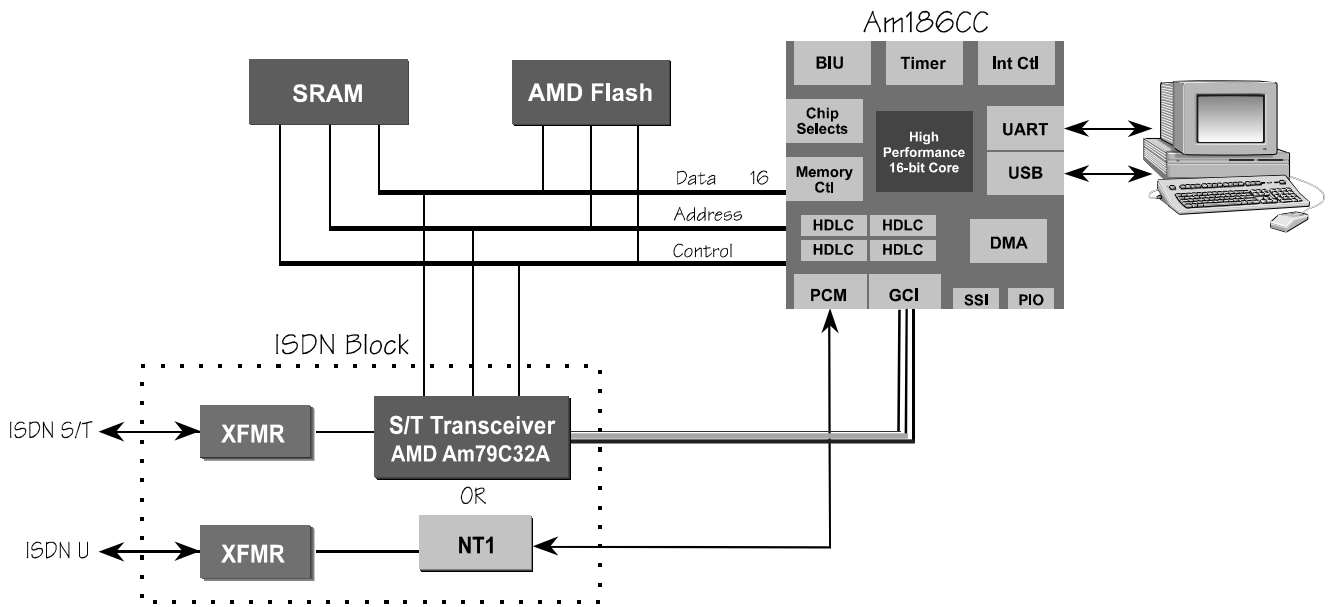 Am186CC
BIU
Timer
Int Ctl
SRAM
AMD Flash
Chip
Selects
High
Performance
16-bit Core
UART
Memory
Ctl
USB
Data 16
Address
Control
HDLC
HDLC
HDLC
HDLC
DMA
PCM
GCI
SSI
PIO
ISDN Block
ISDN S/T
XFMR
S/T Transceiver
AMD Am79C32A
OR
ISDN U
XFMR
NT1